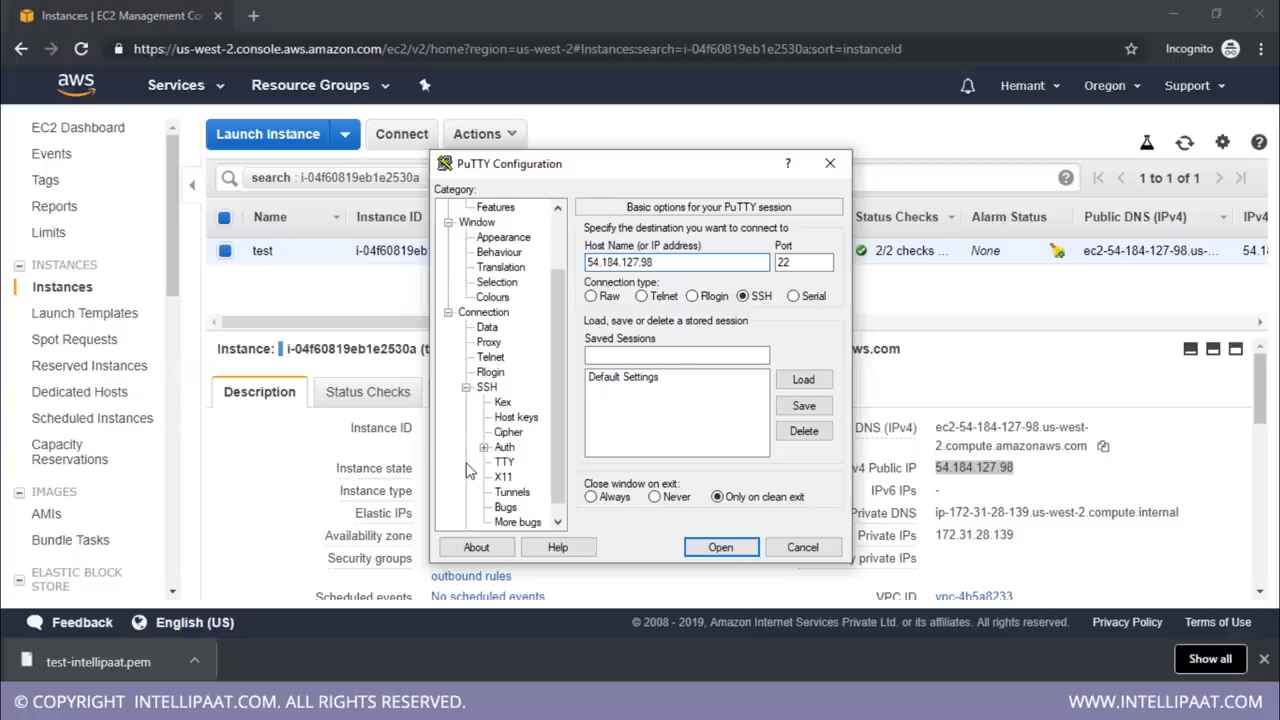 Instances | EC2 Management Co
https://us-west-2.console.aws.amazon.com/ec2/v2/home?region=us-west-2#Instances:search=i-04f60819eb1e2530a;sort=instanceId
Incognito
aws
Services
Resource Groups
Hemant
Oregon
Support
EC2 Dashboard
Events
Tags
Reports
Limits
INSTANCES
Instances
Launch Templates
Spot Requests
Reserved Instances
Dedicated Hosts
Scheduled Instances
Capacity
Reservations
IMAGES
AMIs
Bundle Tasks
ELASTIC BLOCK
STORE
Launch Instance
Connect
Actions
search : i-04f60819eb1e2530a
1 to 1 of 1
Name
Instance ID
Status Checks
Alarm Status
Public DNS (IPv4)
IPv4
test
i-04f60819eb
2/2 checks ...
None
ec2-54-184-127-98.us-...
54.1
Instance:
i-04f60819eb1e2530a (t
ws.com
Description
Status Checks
Instance ID
Instance state
Instance type
Elastic IPs
Availability zone
Security groups
outbound rules
Scheduled events
No scheduled events
DNS (IPv4)
ec2-54-184-127-98.us-west-
2.compute.amazonaws.com
v4 Public IP
54.184.127.98
IPv6 IPs
-
Private DNS
ip-172-31-28-139.us-west-2.compute.internal
Private IPs
172.31.28.139
y private IPs
VPC ID
vpc-4b5a8233
PuTTY Configuration
?
Category:
Features
Window
Appearance
Behaviour
Translation
Selection
Colours
Connection
Data
Proxy
Telnet
Rlogin
SSH
Kex
Host keys
Cipher
Auth
TTY
X11
Tunnels
Bugs
More bugs
Basic options for your PuTTY session
Specify the destination you want to connect to
Host Name (or IP address)
Port
54.184.127.98
22
Connection type:
Raw
Telnet
Rlogin
SSH
Serial
Load, save or delete a stored session
Saved Sessions
Default Settings
Load
Save
Delete
Close window on exit:
Always
Never
Only on clean exit
About
Help
Open
Cancel
Feedback
English (US)
© 2008 - 2019, Amazon Internet Services Private Ltd. or its affiliates. All rights reserved.
Privacy Policy
Terms of Use
test-intellipaat.pem
Show all
© COPYRIGHT INTELLIPAAT.COM. ALL RIGHTS RESERVED.
WWW.INTELLIPAAT.COM